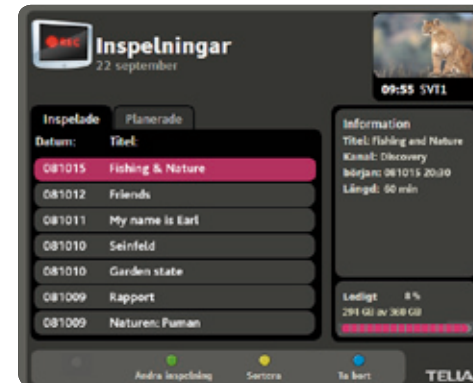 REC
Inspelningar
22 september
09:55 SVT1
Inspelade Planerade
Datum: Titel:
081015 Fishing & Nature
081012 Friends
081011 My name is Earl
081010 Seinfeld
081010 Garden state
081009 Rapport
081009 Naturen: Puman
Information
Titel: Fishing and Nature
Kanal: Discovery
början: 081015 20:30
Längd: 60 min
Ledigt 8 %
294 GB av 360 GB
Ändra inspelning Sortera Ta bort
TELIA